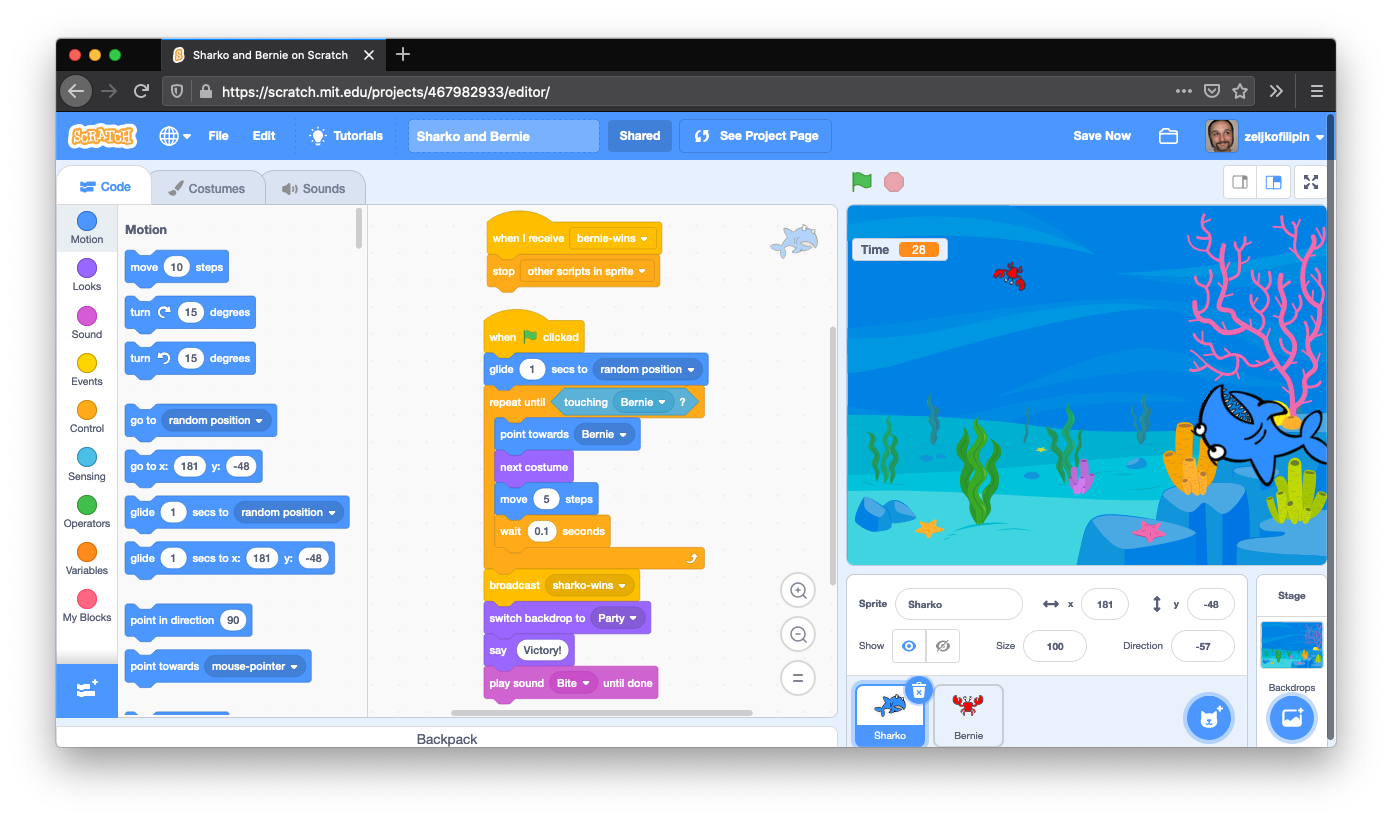 Sharko and Bernie on Scratch
https://scratch.mit.edu/projects/467982933/editor/
SCRATCH File Edit Tutorials Sharko and Bernie Shared See Project Page Save Now zeljkofilipin
Code Costumes Sounds
Motion
Looks
Sound
Events
Control
Sensing
Operators
Variables
My Blocks
Motion
move 10 steps
turn 15 degrees
turn 15 degrees
go to random position
go to x: 181 y: -48
glide 1 secs to random position
glide 1 secs to x: 181 y: -48
point in direction 90
point towards mouse-pointer
when I receive bernie-wins
stop other scripts in sprite
when clicked
glide 1 secs to random position
repeat until touching Bernie ?
point towards Bernie
next costume
move 5 steps
wait 0.1 seconds
broadcast sharko-wins
switch backdrop to Party
say Victory!
play sound Bite until done
Backpack
Time 28
Sprite Sharko x 181 y -48
Show Size 100 Direction -57
Sharko Bernie
Stage
Backdrops